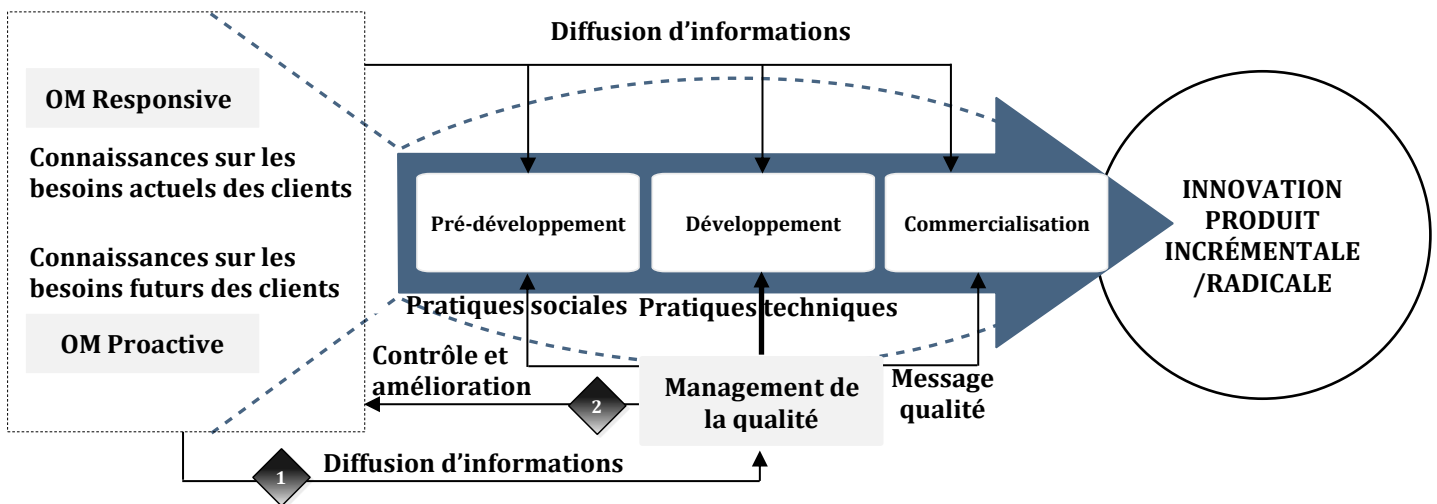 Diffusion d’informations
OM Responsive
Connaissances sur les
besoins actuels des clients
Connaissances sur les
besoins futurs des clients
OM Proactive
Pré-développement
Développement
Commercialisation
INNOVATION
PRODUIT
INCRÉMENTALE
/RADICALE
Pratiques sociales
Pratiques techniques
Contrôle et
amélioration
2
Management de
la qualité
Message
qualité
1
Diffusion d’informations